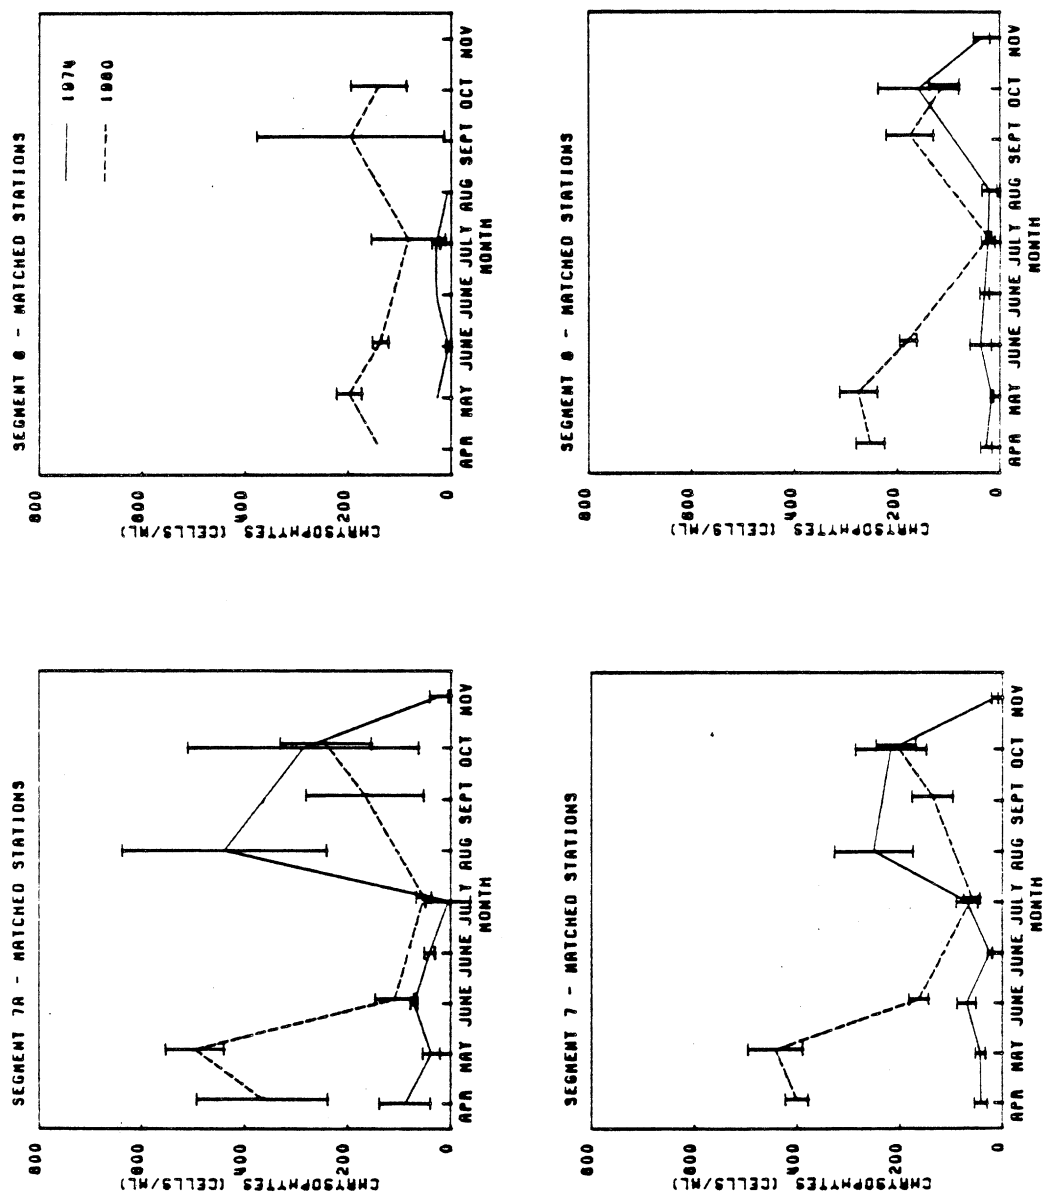 SEGMENT 7A - MATCHED STATIONS
CHRYSOPHYTES (CELLS/ML)
800
600
400
200
0
APR MAY JUNE JUNE JULY AUG SEPT OCT NOV
MONTH
SEGMENT 6 - MATCHED STATIONS
1974
1980
CHRYSOPHYTES (CELLS/ML)
800
600
400
200
0
APR MAY JUNE JUNE JULY AUG SEPT OCT NOV
MONTH
SEGMENT 7 - MATCHED STATIONS
CHRYSOPHYTES (CELLS/ML)
800
600
400
200
0
APR MAY JUNE JUNE JULY AUG SEPT OCT NOV
MONTH
SEGMENT 8 - MATCHED STATIONS
CHRYSOPHYTES (CELLS/ML)
800
600
400
200
0
APR MAY JUNE JUNE JULY AUG SEPT OCT NOV
MONTH